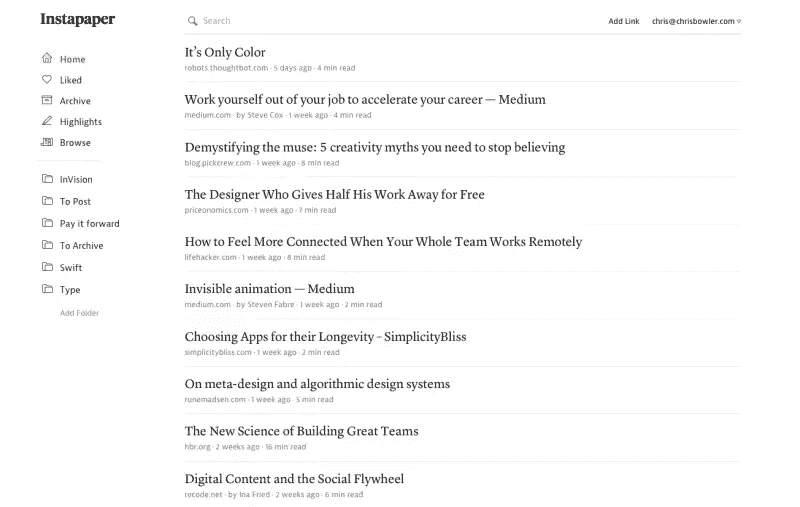 Instapaper
Search
Add Link
chris@chrisbowler.com ▿
Home
Liked
Archive
Highlights
Browse
InVision
To Post
Pay it forward
To Archive
Swift
Type
Add Folder
It's Only Color
robots.thoughtbot.com · 5 days ago · 4 min read
Work yourself out of your job to accelerate your career — Medium
medium.com · by Steve Cox · 1 week ago · 4 min read
Demystifying the muse: 5 creativity myths you need to stop believing
blog.pickcrew.com · 1 week ago · 8 min read
The Designer Who Gives Half His Work Away for Free
priceonomics.com · 1 week ago · 7 min read
How to Feel More Connected When Your Whole Team Works Remotely
lifehacker.com · 1 week ago · 6 min read
Invisible animation — Medium
medium.com · by Steven Fabre · 1 week ago · 2 min read
Choosing Apps for their Longevity – SimplicityBliss
simplicitybliss.com · 1 week ago · 2 min read
On meta-design and algorithmic design systems
runemadsen.com · 1 week ago · 5 min read
The New Science of Building Great Teams
hbr.org · 2 weeks ago · 16 min read
Digital Content and the Social Flywheel
recode.net · by Ina Fried · 2 weeks ago · 6 min read